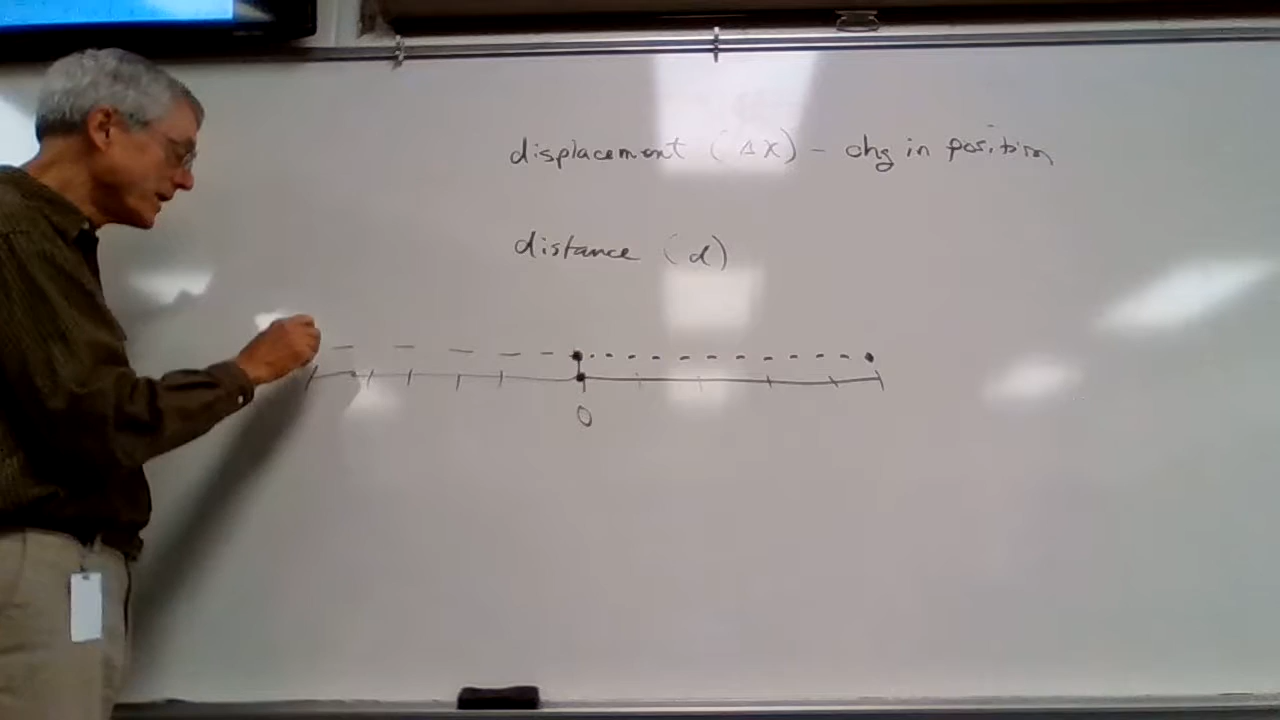 displacement (Δx) - chg in position
distance (d)
0